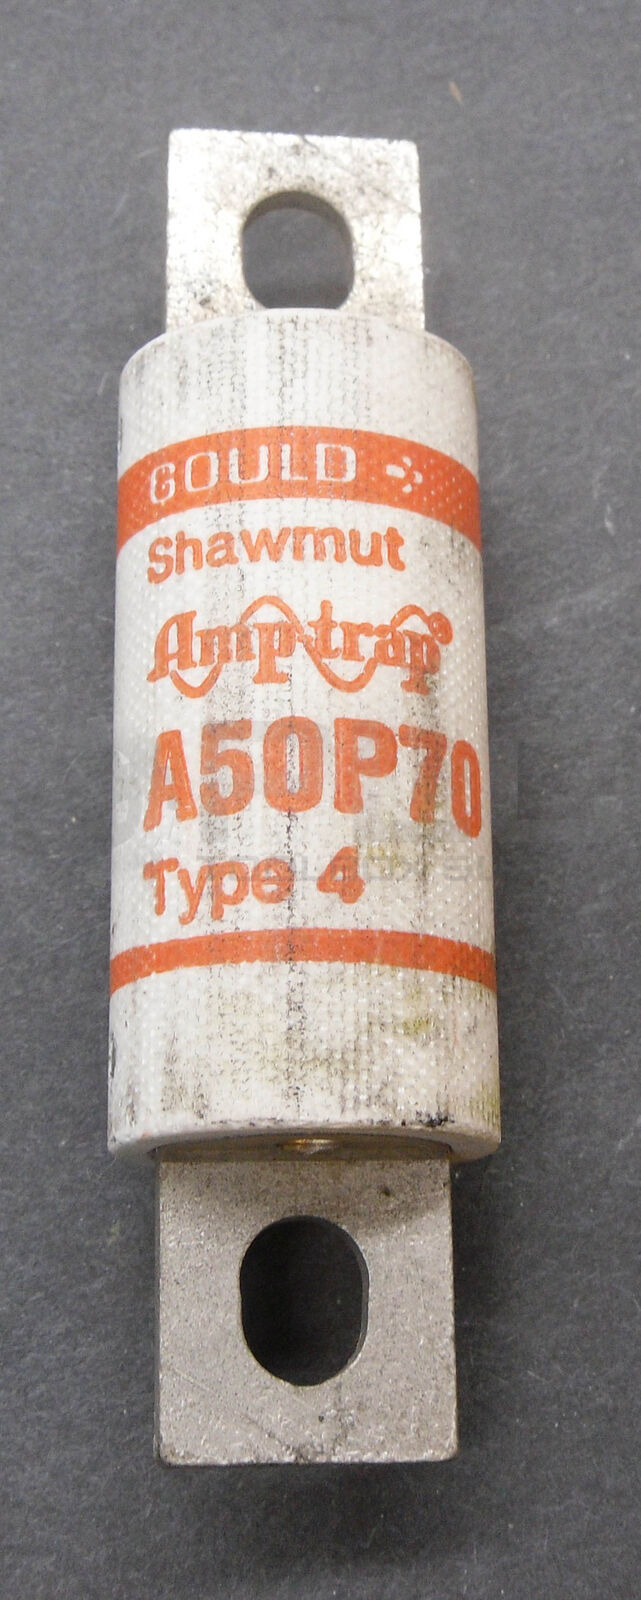 GOULD
Shawmut
Amp-trap®
A50P70
Type 4